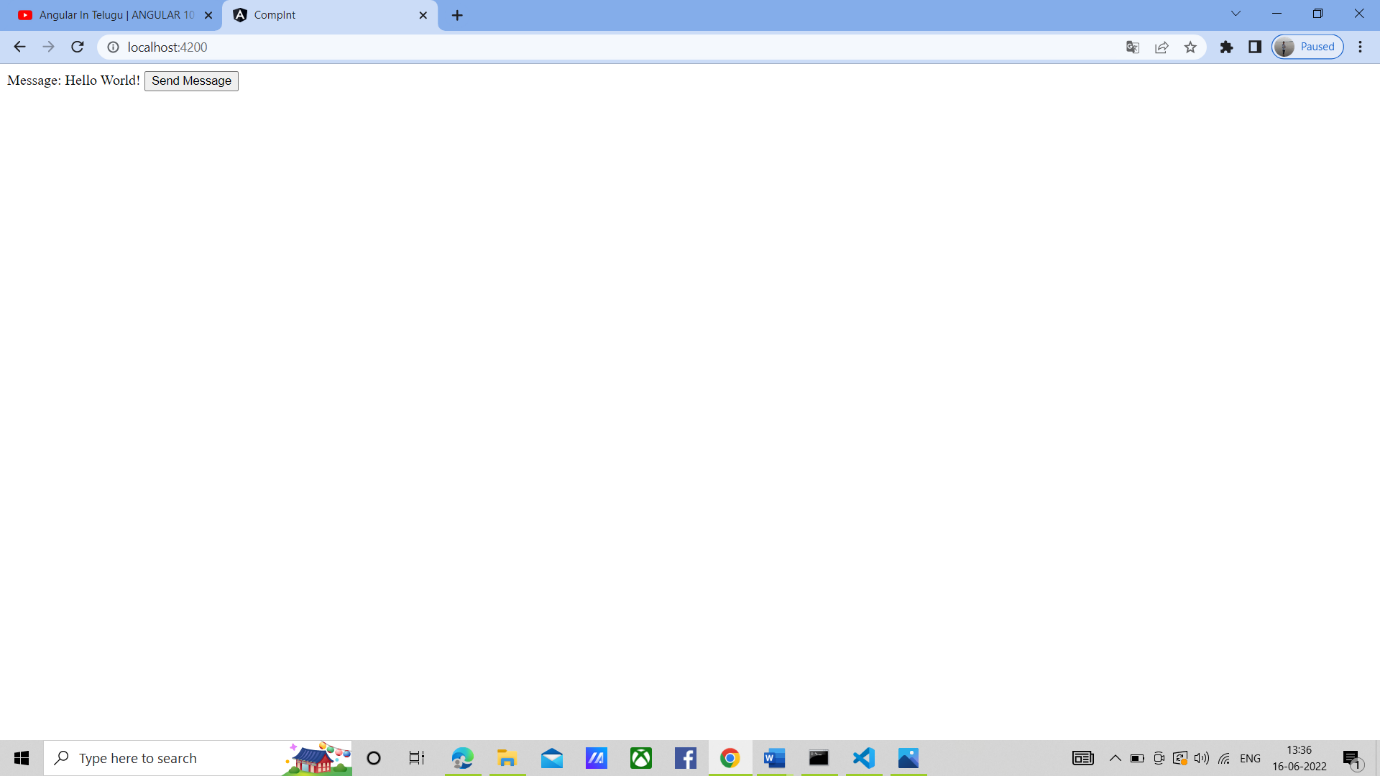 Angular In Telugu | ANGULAR 10
CompInt
localhost:4200
Paused
Message: Hello World! Send Message
Type here to search
ENG
13:36
16-06-2022
1